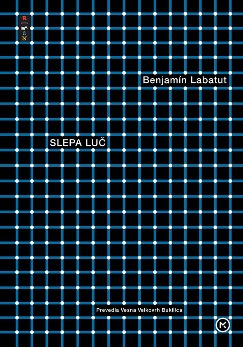 Benjamín Labatut
SLEPA LUČ
Prevedla Vesna Velkovrh Bukilica